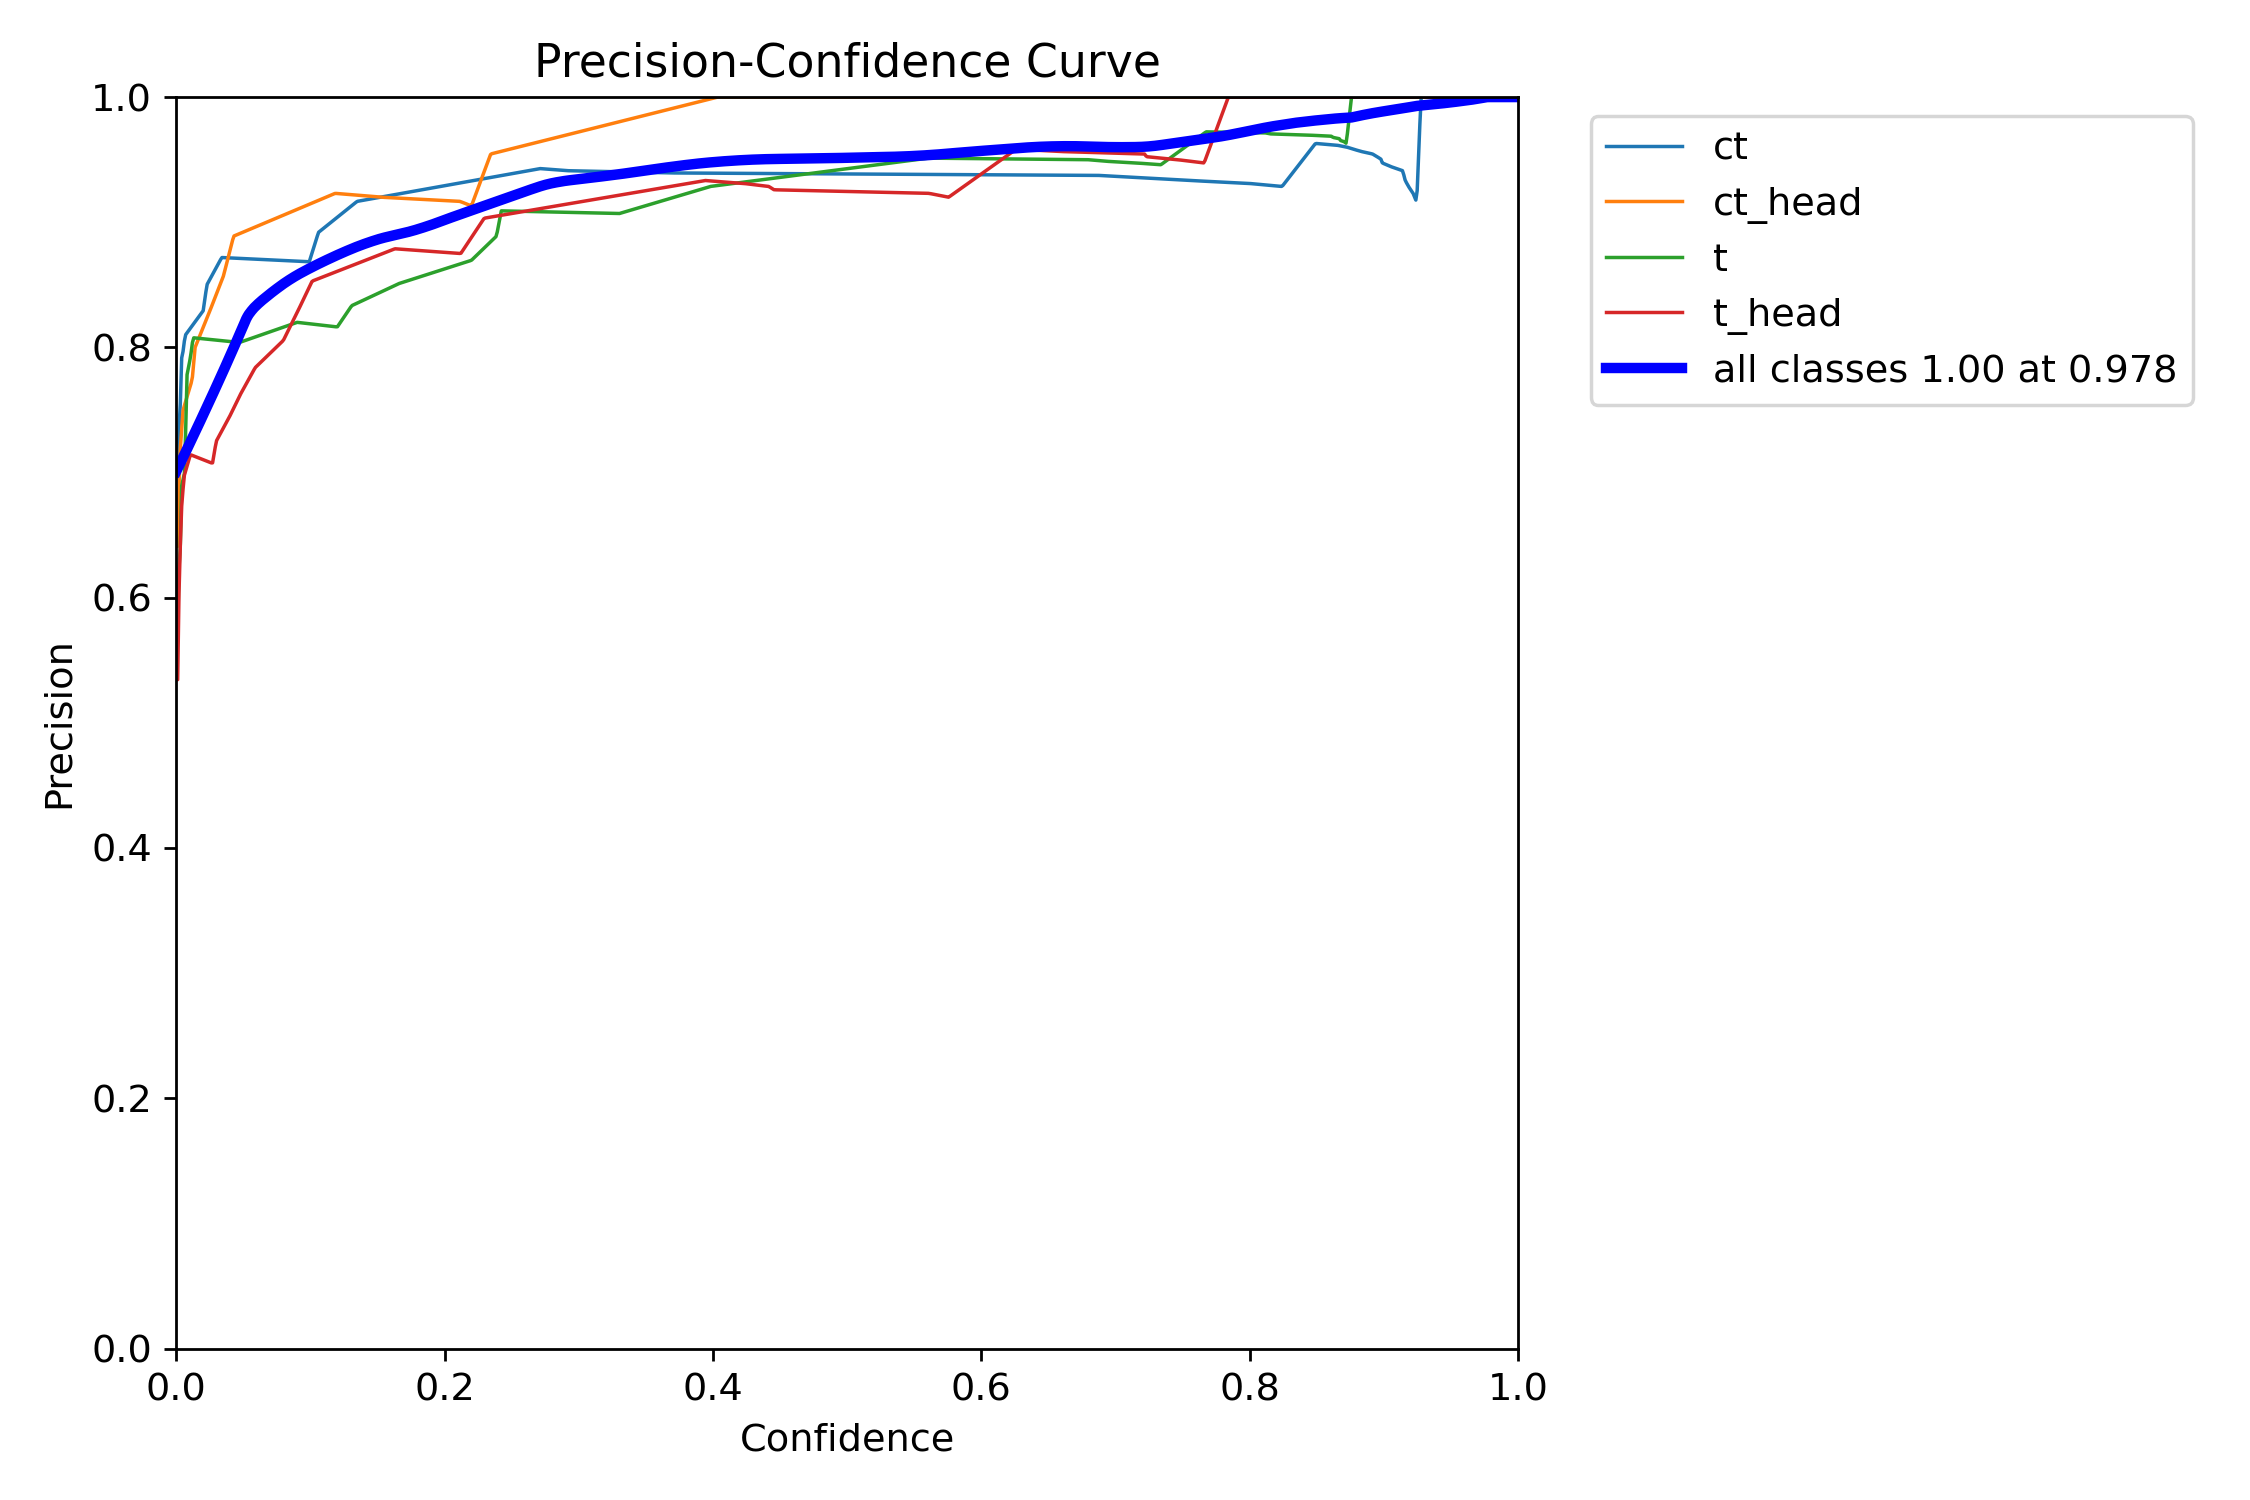 Precision-Confidence Curve
1.0
0.8
0.6
0.4
0.2
0.0
Precision
0.0 0.2 0.4 0.6 0.8 1.0
Confidence
ct
ct_head
t
t_head
all classes 1.00 at 0.978